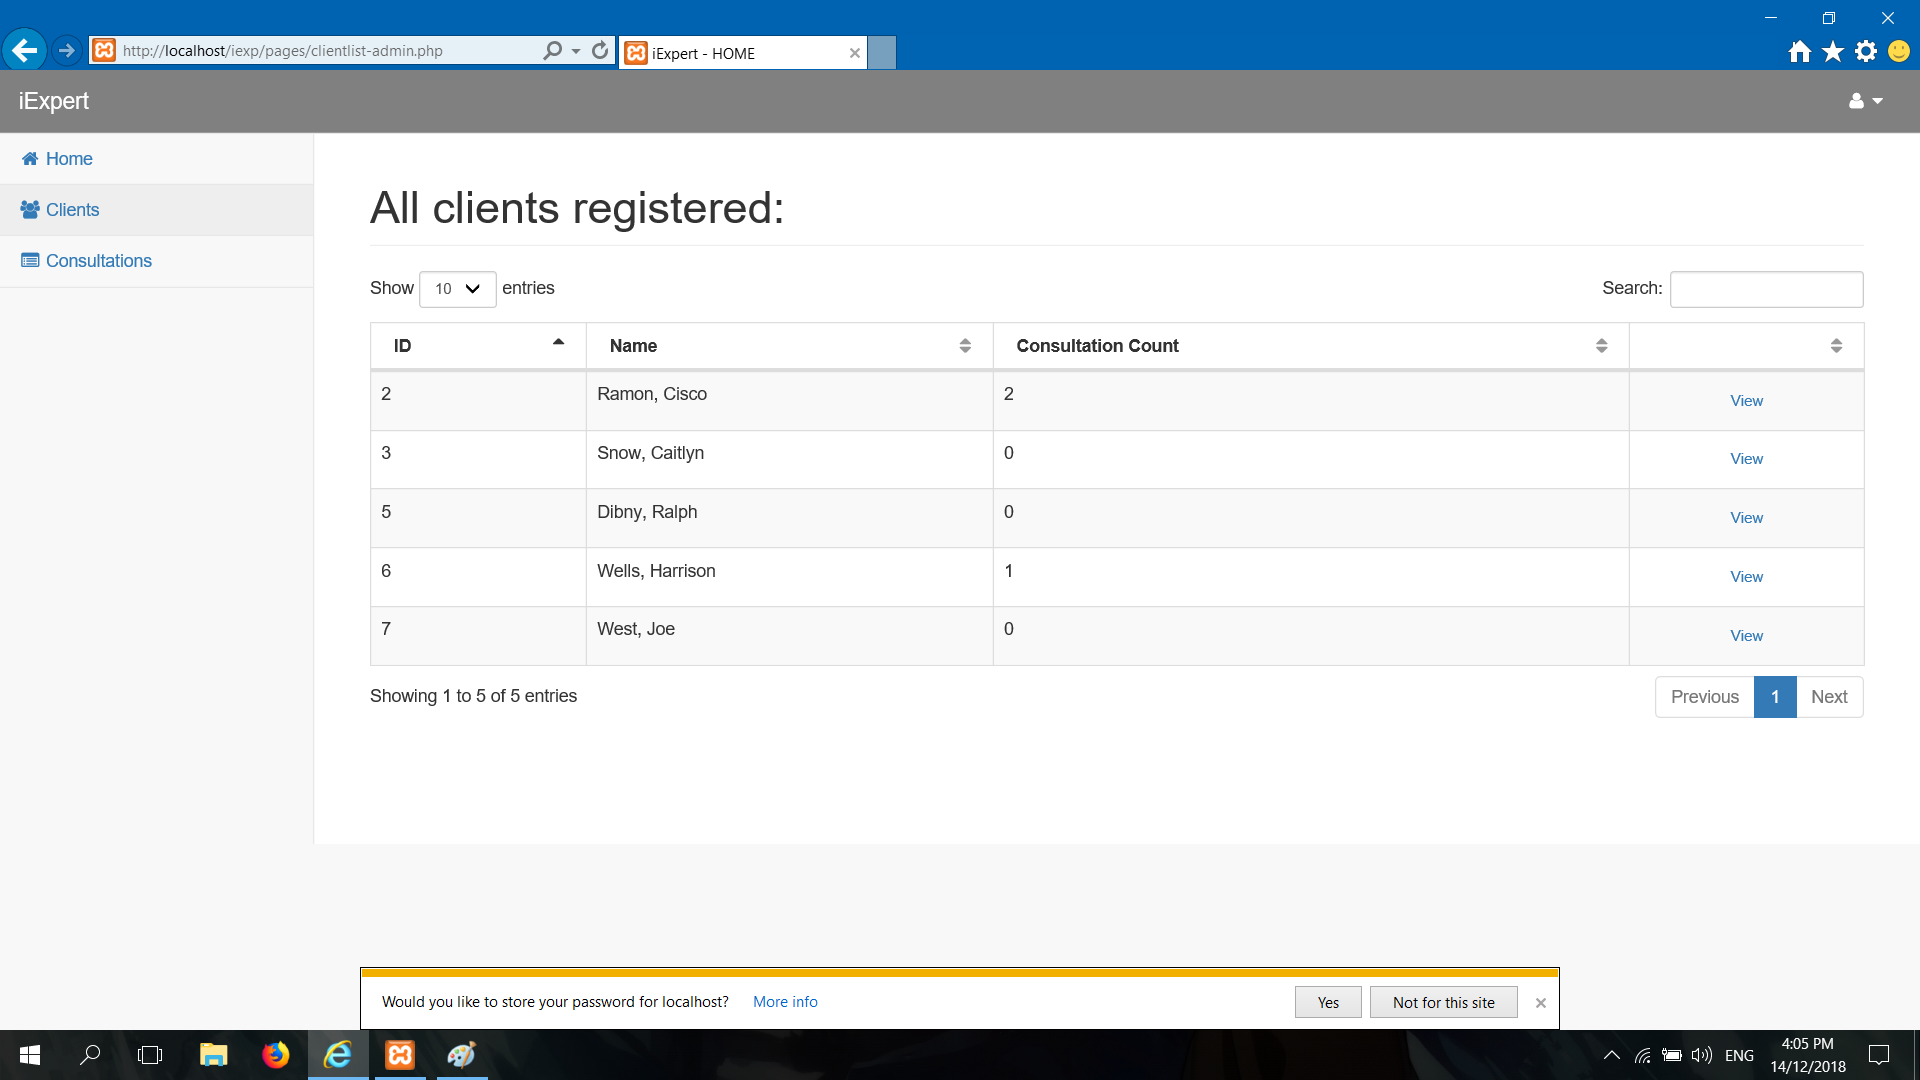 http://localhost/iexp/pages/clientlist-admin.php
iExpert - HOME
iExpert
Home
Clients
Consultations
All clients registered:
Show 10 entries
Search:
ID Name Consultation Count
2 Ramon, Cisco 2 View
3 Snow, Caitlyn 0 View
5 Dibny, Ralph 0 View
6 Wells, Harrison 1 View
7 West, Joe 0 View
Showing 1 to 5 of 5 entries
Previous 1 Next
Would you like to store your password for localhost? More info Yes Not for this site
ENG
4:05 PM
14/12/2018